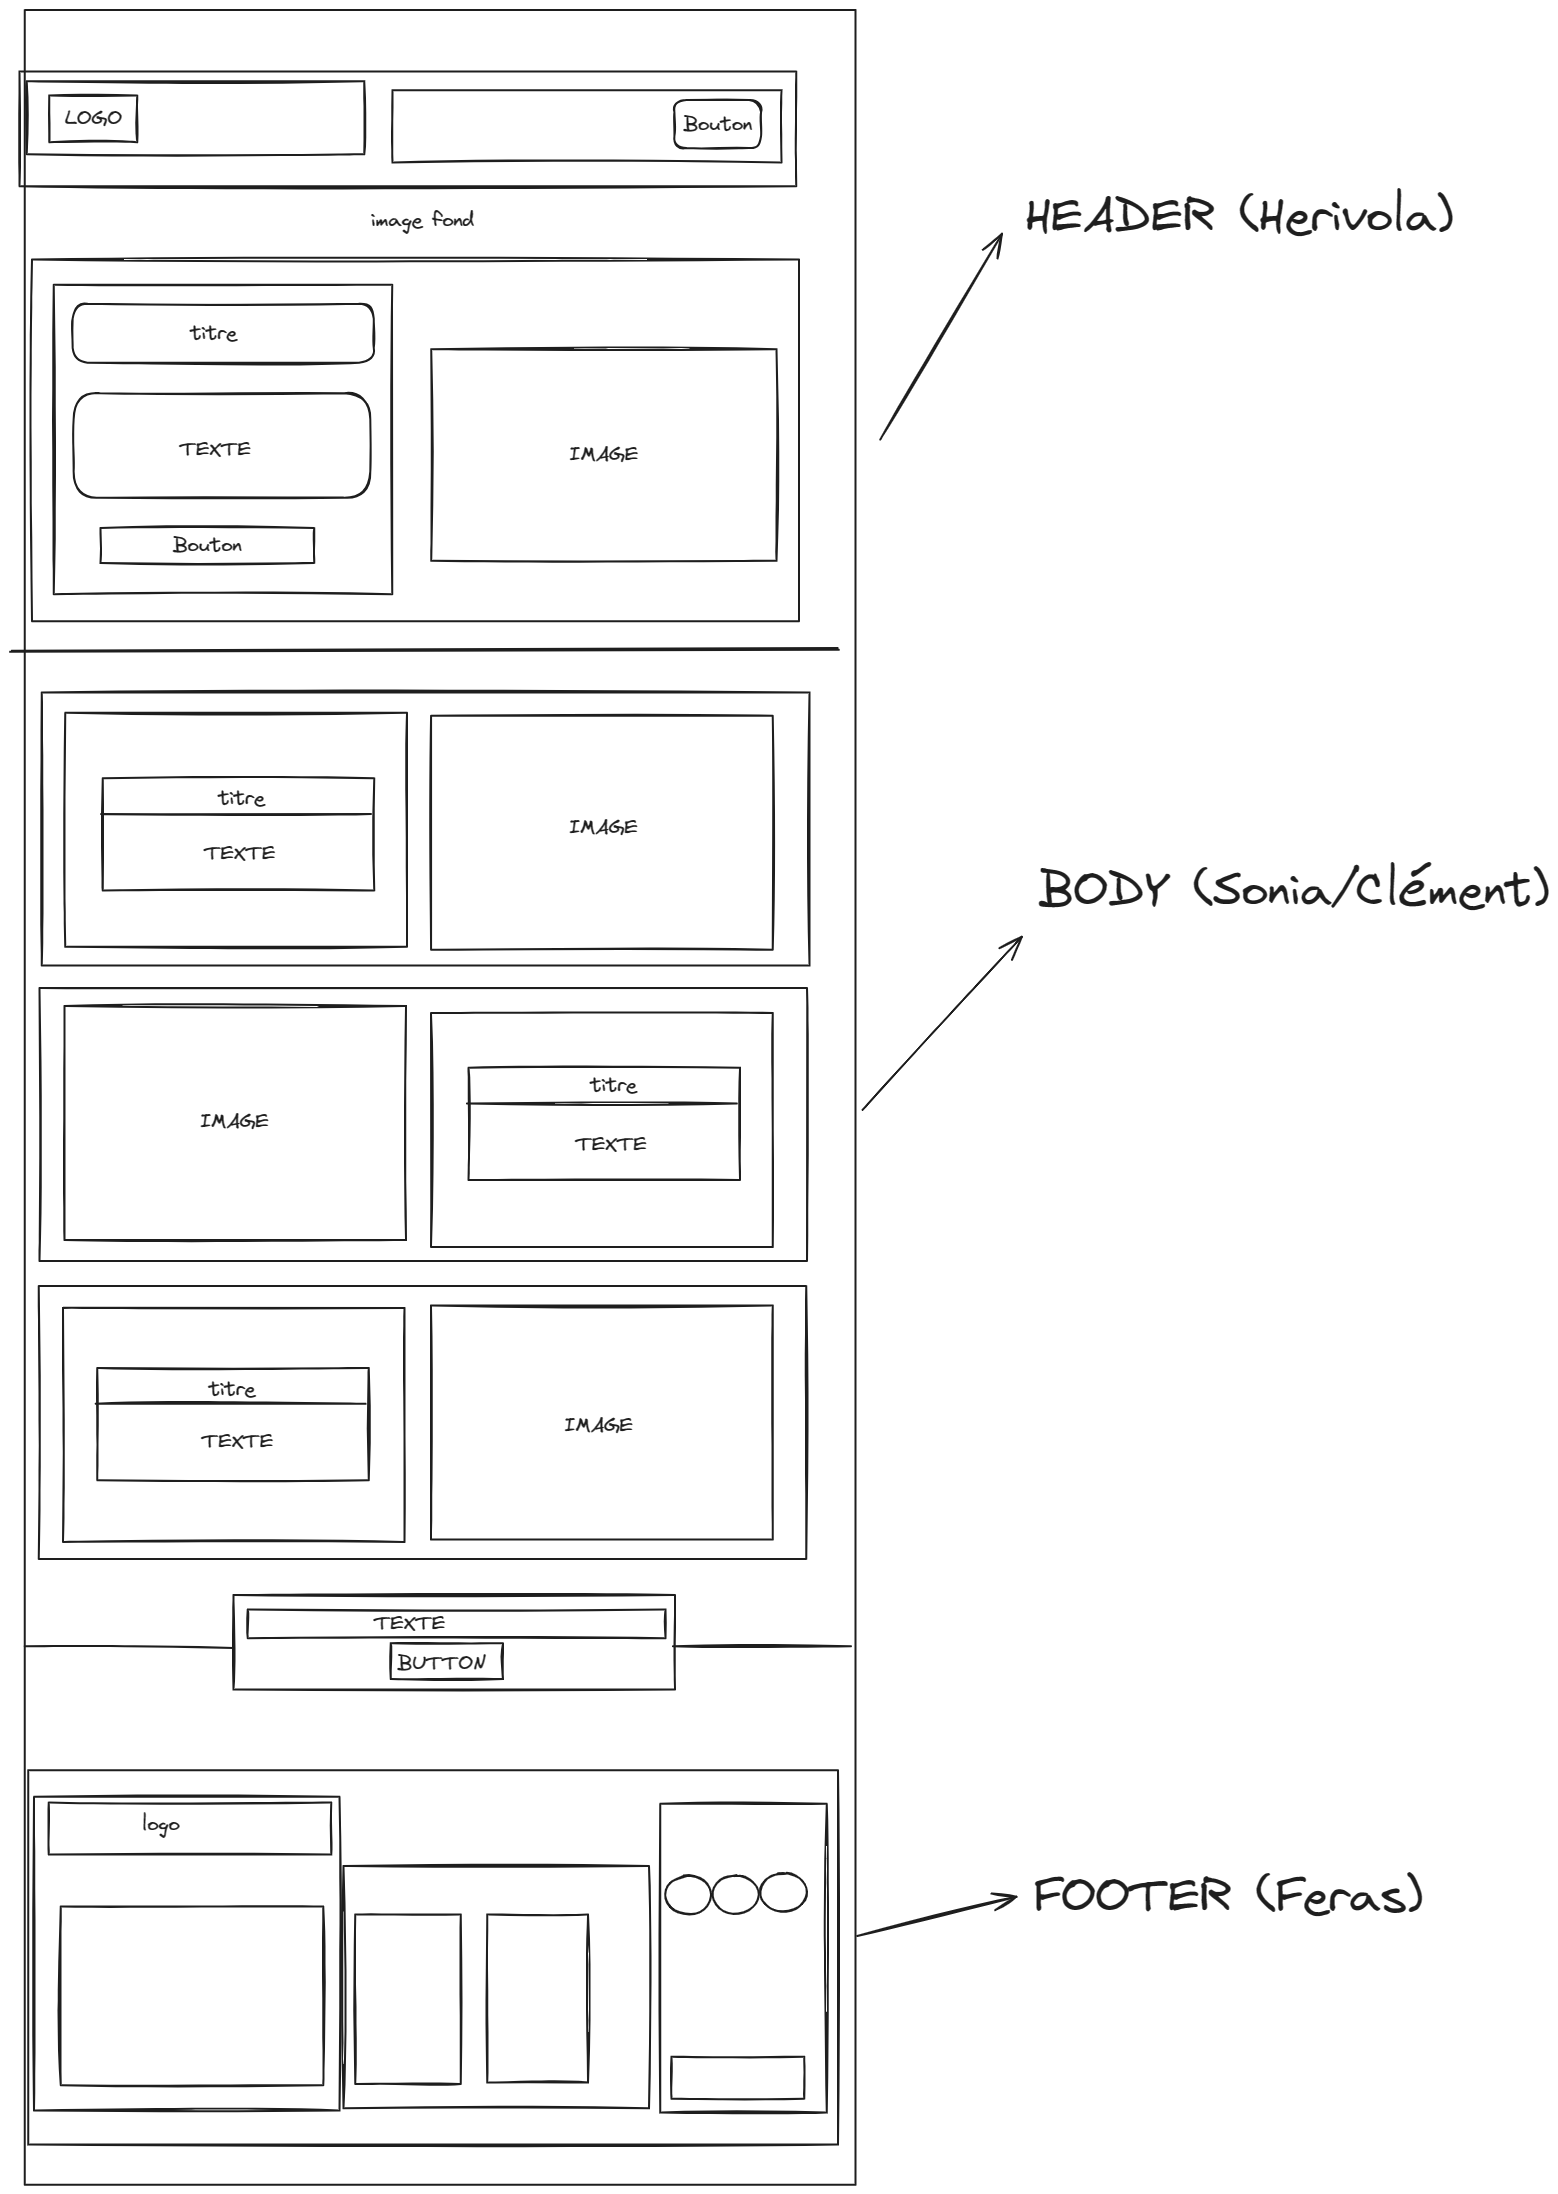 LOGO
Bouton
image fond
HEADER (Herivola)
titre
TEXTE
IMAGE
Bouton
titre
TEXTE
IMAGE
BODY (Sonia/Clément)
IMAGE
titre
TEXTE
titre
TEXTE
IMAGE
TEXTE
BUTTON
logo
FOOTER (Feras)